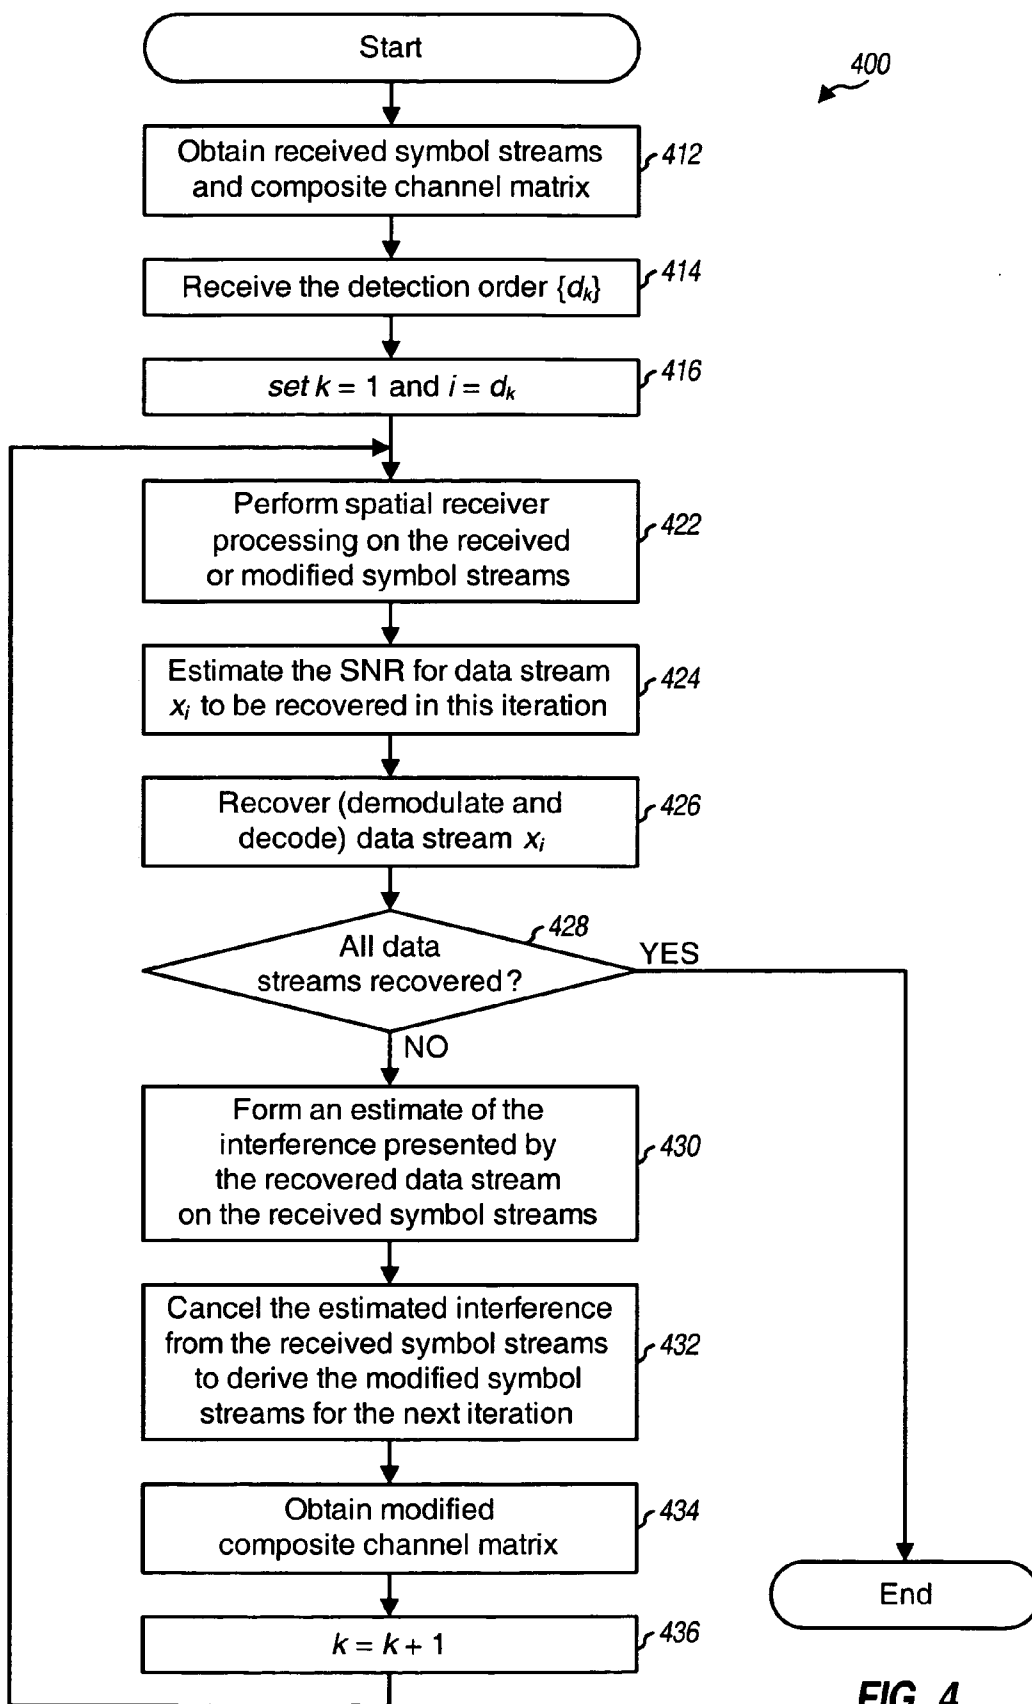 Start
400
Obtain received symbol streams
and composite channel matrix
412
Receive the detection order {dₖ}
414
set k = 1 and i = dₖ
416
Perform spatial receiver
processing on the received
or modified symbol streams
422
Estimate the SNR for data stream
xᵢ to be recovered in this iteration
424
Recover (demodulate and
decode) data stream xᵢ
426
All data
streams recovered?
428
YES
NO
Form an estimate of the
interference presented by
the recovered data stream
on the received symbol streams
430
Cancel the estimated interference
from the received symbol streams
to derive the modified symbol
streams for the next iteration
432
Obtain modified
composite channel matrix
434
End
k = k + 1
436
FIG. 4